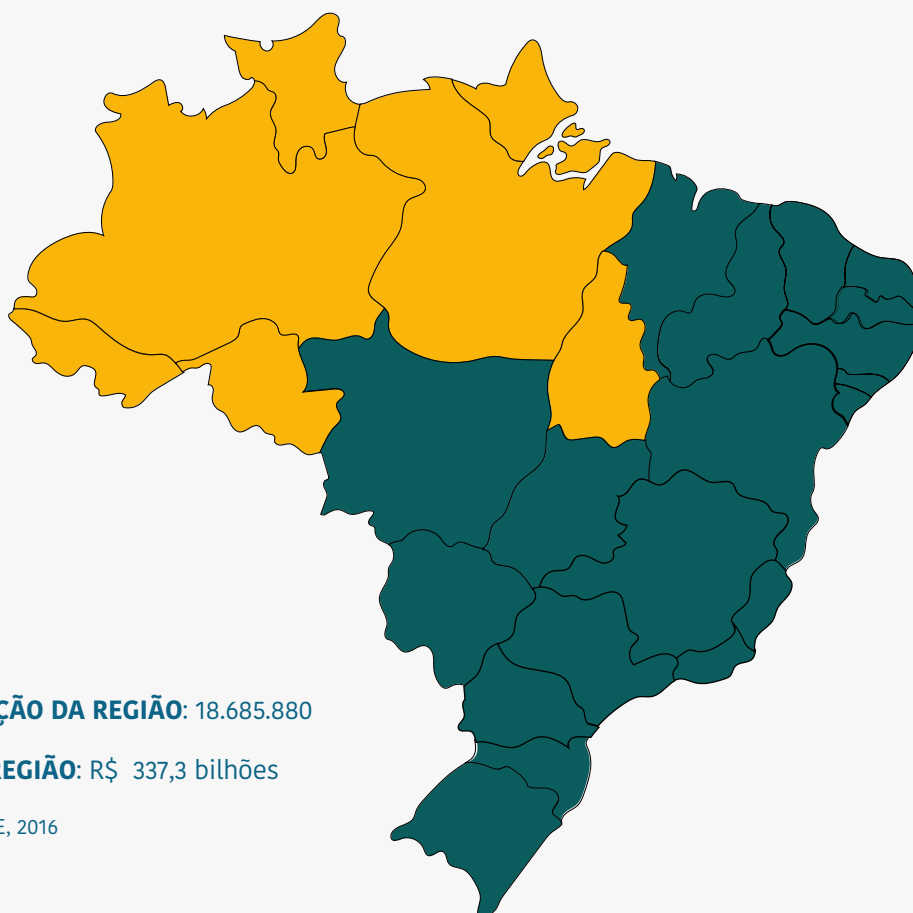 ÇÃO DA REGIÃO: 18.685.880
REGIÃO: R$ 337,3 bilhões
E, 2016